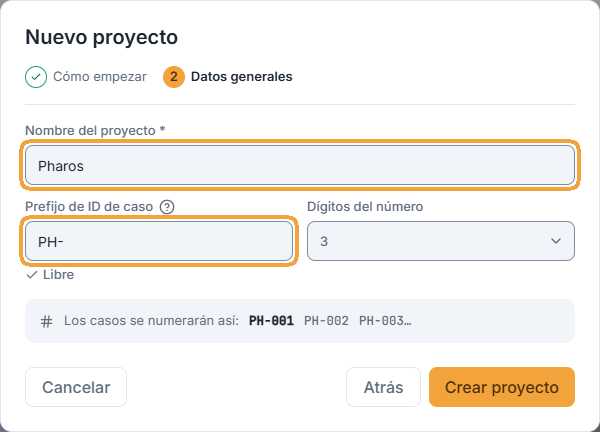 Nuevo proyecto
Cómo empezar 2 Datos generales
Nombre del proyecto *
Pharos
Prefijo de ID de caso ? Dígitos del número
PH- 3
Libre
# Los casos se numerarán así: PH-001 PH-002 PH-003…
Cancelar Atrás Crear proyecto